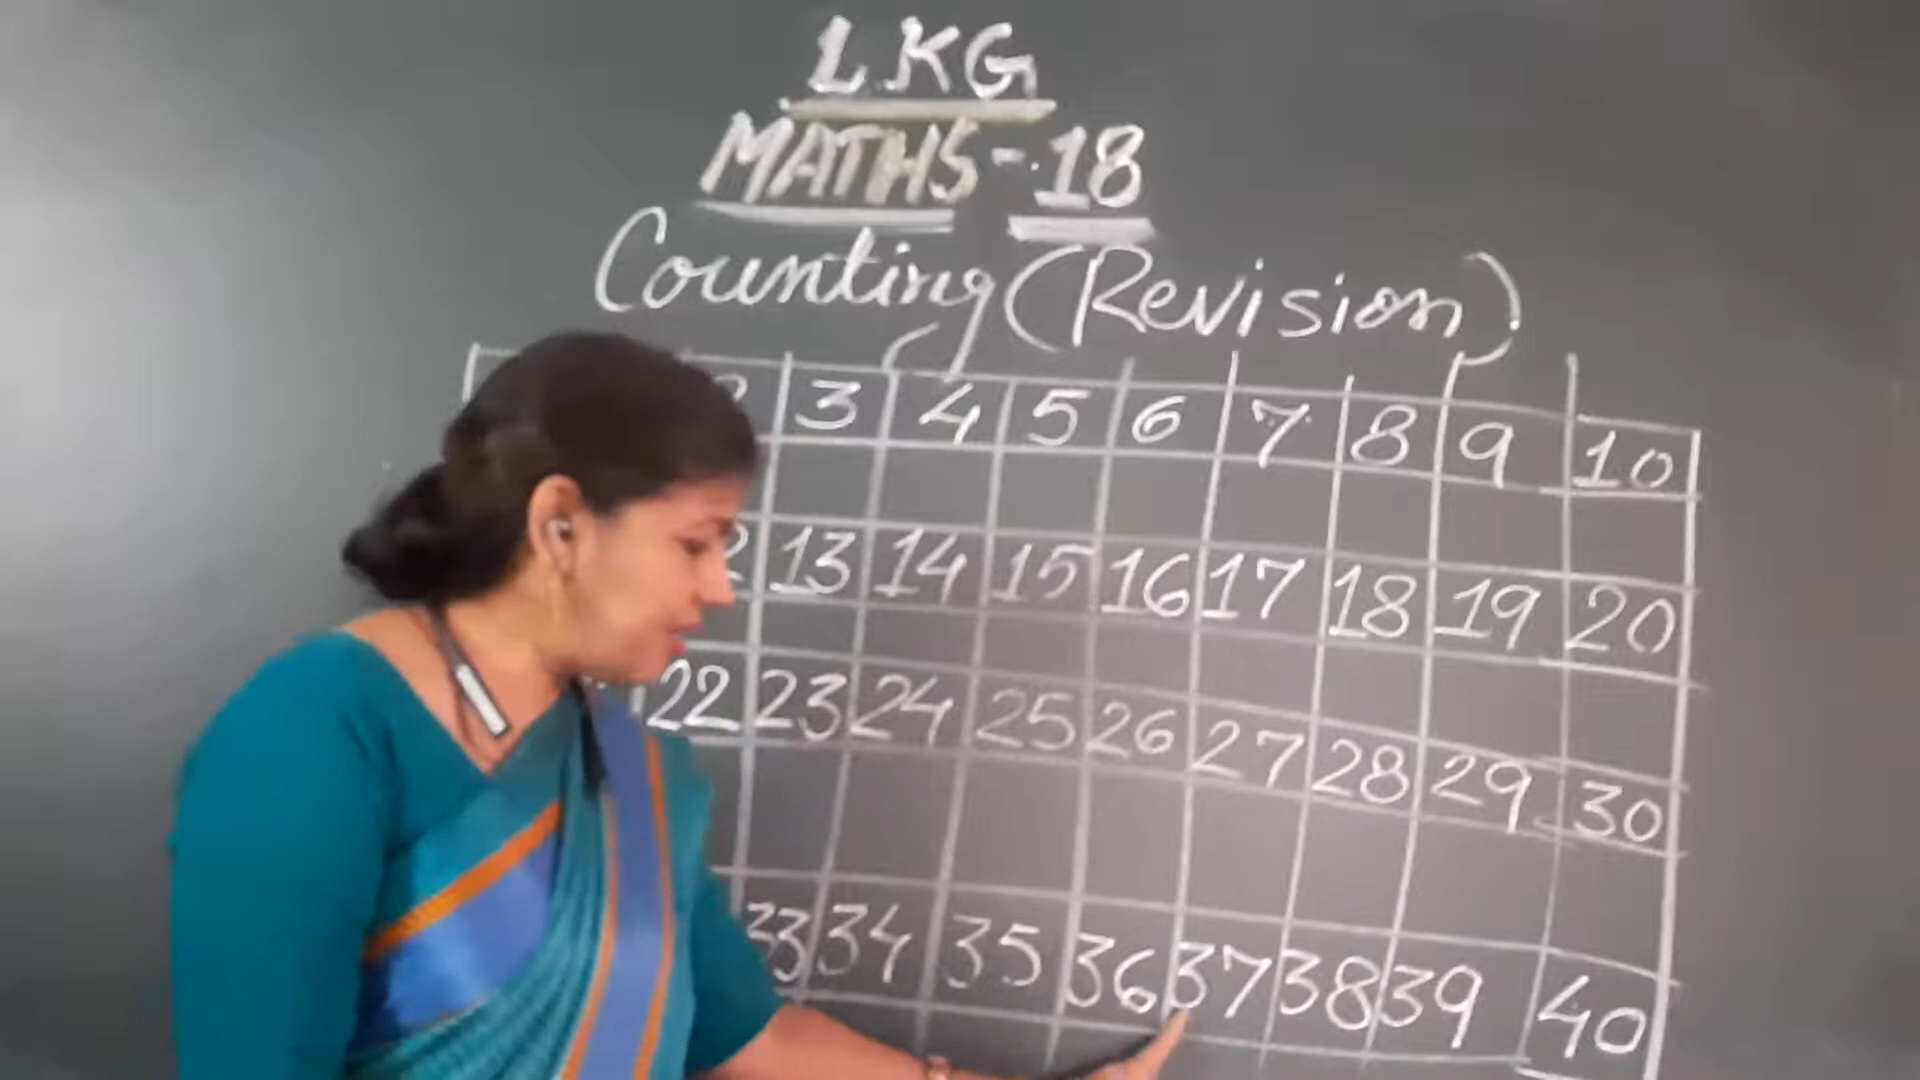 LKG
MATHS-18
Counting (Revision)
3 4 5 6 7 8 9 10
13 14 15 16 17 18 19 20
22 23 24 25 26 27 28 29 30
33 34 35 36 37 38 39 40